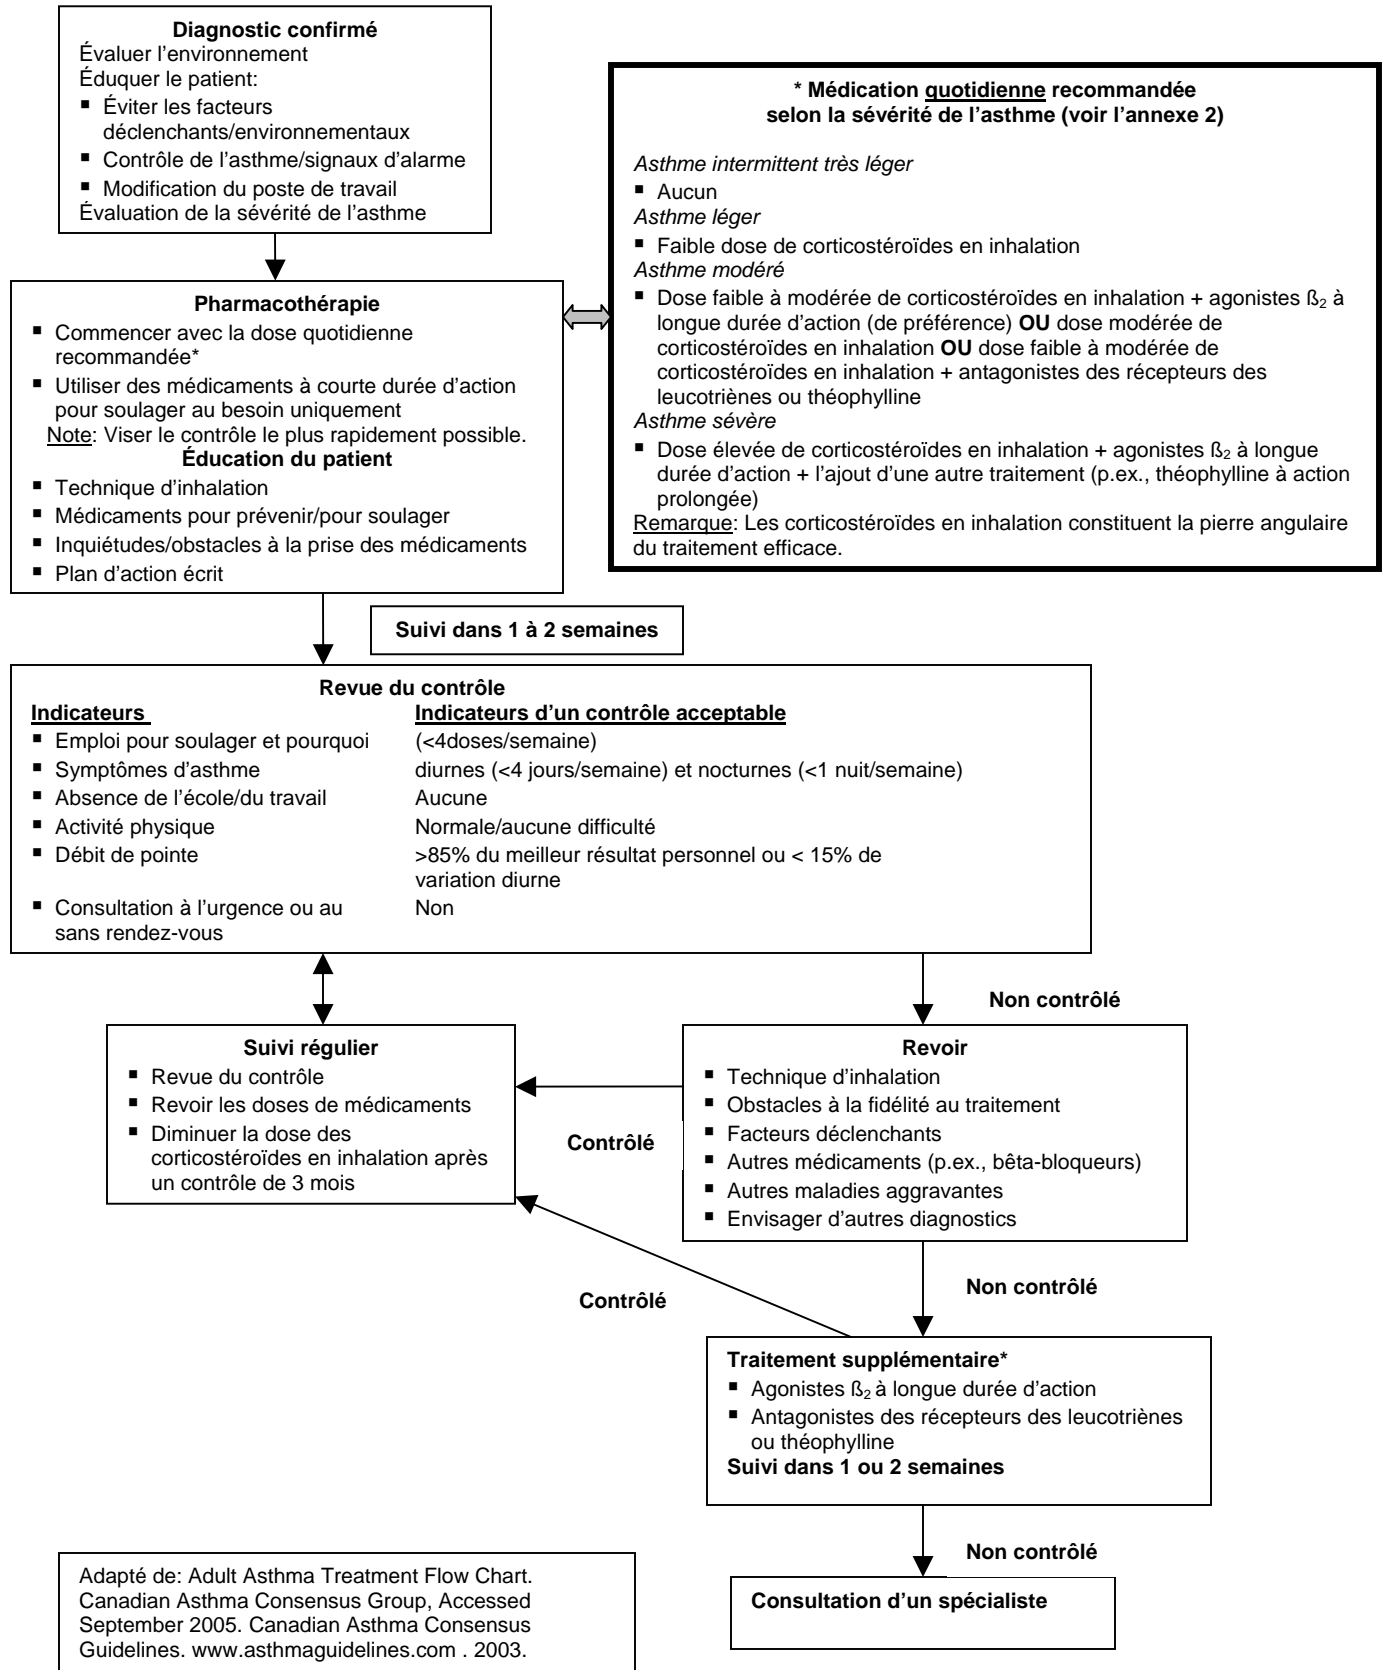 Diagnostic confirmé
Évaluer l'environnement
Éduquer le patient:
▪ Éviter les facteurs
déclenchants/environnementaux
▪ Contrôle de l'asthme/signaux d'alarme
▪ Modification du poste de travail
Évaluation de la sévérité de l'asthme
* Médication quotidienne recommandée
selon la sévérité de l'asthme (voir l'annexe 2)
Asthme intermittent très léger
▪ Aucun
Asthme léger
▪ Faible dose de corticostéroïdes en inhalation
Asthme modéré
▪ Dose faible à modérée de corticostéroïdes en inhalation + agonistes ß₂ à
longue durée d'action (de préférence) OU dose modérée de
corticostéroïdes en inhalation OU dose faible à modérée de
corticostéroïdes en inhalation + antagonistes des récepteurs des
leucotriènes ou théophylline
Asthme sévère
▪ Dose élevée de corticostéroïdes en inhalation + agonistes ß₂ à longue
durée d'action + l'ajout d'une autre traitement (p.ex., théophylline à action
prolongée)
Remarque: Les corticostéroïdes en inhalation constituent la pierre angulaire
du traitement efficace.
Pharmacothérapie
▪ Commencer avec la dose quotidienne
recommandée*
▪ Utiliser des médicaments à courte durée d'action
pour soulager au besoin uniquement
Note: Viser le contrôle le plus rapidement possible.
Éducation du patient
▪ Technique d'inhalation
▪ Médicaments pour prévenir/pour soulager
▪ Inquiétudes/obstacles à la prise des médicaments
▪ Plan d'action écrit
Suivi dans 1 à 2 semaines
Revue du contrôle
Indicateurs Indicateurs d'un contrôle acceptable
▪ Emploi pour soulager et pourquoi (<4doses/semaine)
▪ Symptômes d'asthme diurnes (<4 jours/semaine) et nocturnes (<1 nuit/semaine)
▪ Absence de l'école/du travail Aucune
▪ Activité physique Normale/aucune difficulté
▪ Débit de pointe >85% du meilleur résultat personnel ou < 15% de
variation diurne
▪ Consultation à l'urgence ou au Non
sans rendez-vous
Non contrôlé
Suivi régulier
▪ Revue du contrôle
▪ Revoir les doses de médicaments
▪ Diminuer la dose des
corticostéroïdes en inhalation après
un contrôle de 3 mois
Contrôlé
Revoir
▪ Technique d'inhalation
▪ Obstacles à la fidélité au traitement
▪ Facteurs déclenchants
▪ Autres médicaments (p.ex., bêta-bloqueurs)
▪ Autres maladies aggravantes
▪ Envisager d'autres diagnostics
Contrôlé
Non contrôlé
Traitement supplémentaire*
▪ Agonistes ß₂ à longue durée d'action
▪ Antagonistes des récepteurs des leucotriènes
ou théophylline
Suivi dans 1 ou 2 semaines
Non contrôlé
Consultation d'un spécialiste
Adapté de: Adult Asthma Treatment Flow Chart.
Canadian Asthma Consensus Group, Accessed
September 2005. Canadian Asthma Consensus
Guidelines. www.asthmaguidelines.com . 2003.